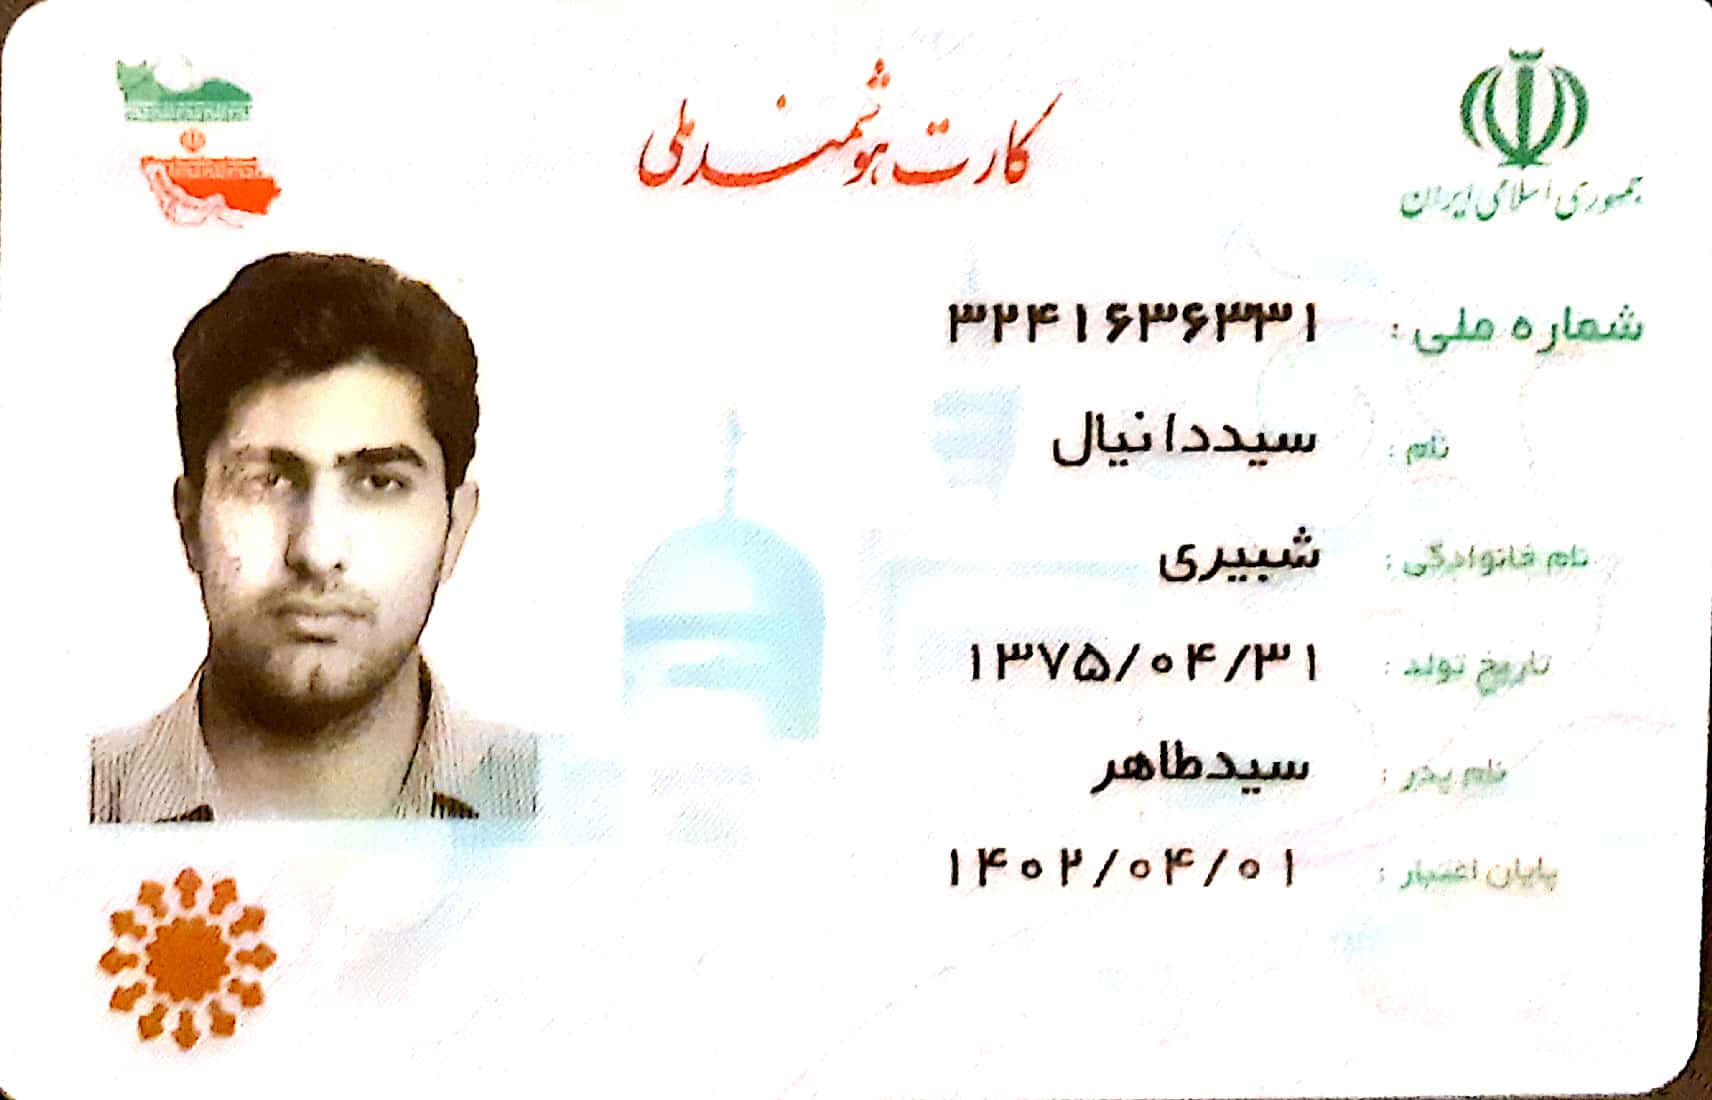 جمهوری اسلامی ایران
کارت هوشمند ملی
شماره ملی : ۳۲۴۱۶۳۶۳۳۱
نام : سیددانیال
نام خانوادگی : شبیری
تاریخ تولد : ۱۳۷۵/۰۴/۳۱
نام پدر : سیدطاهر
پایان اعتبار : ۱۴۰۲/۰۴/۰۱